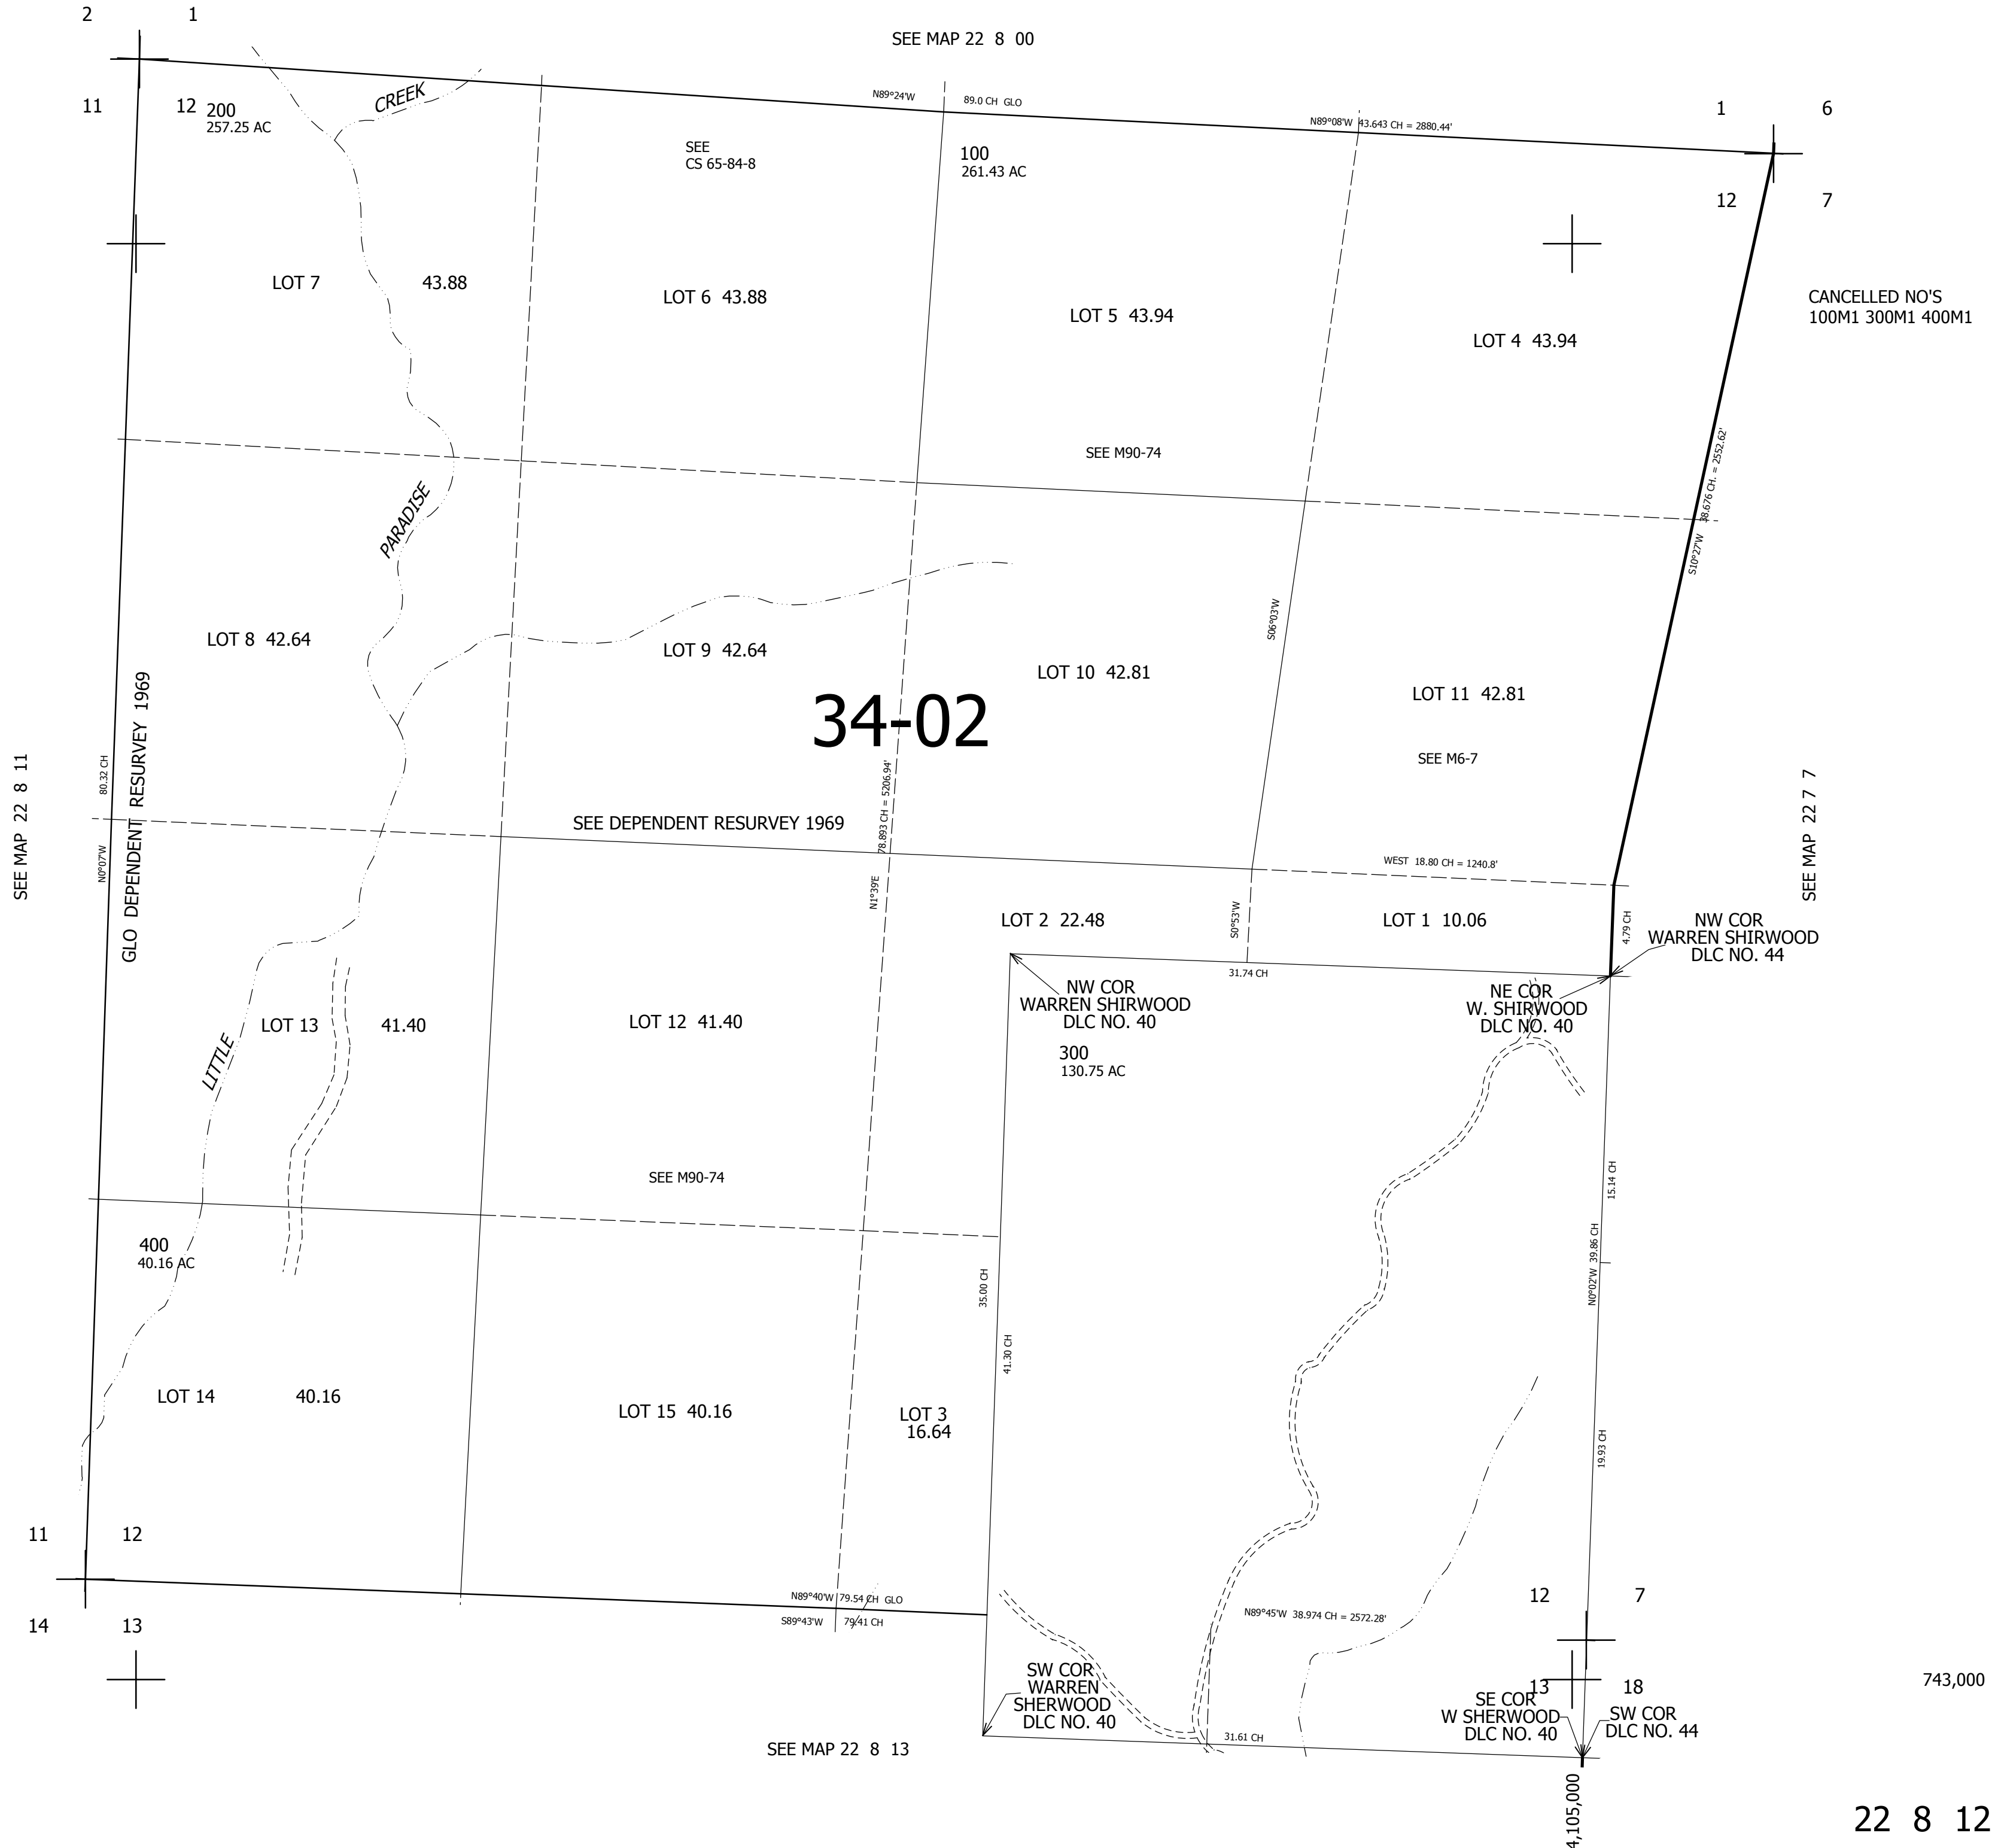 2 1
SEE MAP 22 8 00
11 12
200
257.25 AC
CREEK
N89°24'W 89.0 CH GLO
N89°08'W 43.643 CH = 2880.44'
1 6
SEE
CS 65-84-8
100
261.43 AC
12 7
LOT 7 43.88
LOT 6 43.88
LOT 5 43.94
LOT 4 43.94
CANCELLED NO'S
100M1 300M1 400M1
SEE M90-74
38.676 CH. = 2552.62'
S10°27'W
PARADISE
S06°03'W
LOT 8 42.64
LOT 9 42.64
LOT 10 42.81
LOT 11 42.81
34-02
SEE M6-7
SEE MAP 22 8 11
80.32 CH
N0°07'W
GLO DEPENDENT RESURVEY 1969
SEE DEPENDENT RESURVEY 1969
78.893 CH = 5206.94'
N1°39'E
WEST 18.80 CH = 1240.8'
SEE MAP 22 7 7
LOT 2 22.48
S0°53'W
LOT 1 10.06
4.79 CH
NW COR
WARREN SHIRWOOD
DLC NO. 44
31.74 CH
NW COR
WARREN SHIRWOOD
DLC NO. 40
NE COR
W. SHIRWOOD
DLC NO. 40
LOT 13 41.40
LOT 12 41.40
300
130.75 AC
LITTLE
SEE M90-74
15.14 CH
400
40.16 AC
35.00 CH
41.30 CH
N0°02'W 39.86 CH
LOT 14 40.16
LOT 15 40.16
LOT 3
16.64
19.93 CH
11 12
14 13
N89°40'W 79.54 CH GLO
S89°43'W 79.41 CH
N89°45'W 38.974 CH = 2572.28'
12 7
13 18
SW COR
WARREN
SHERWOOD
DLC NO. 40
SE COR
W SHERWOOD
DLC NO. 40
SW COR
DLC NO. 44
743,000
SEE MAP 22 8 13
31.61 CH
4,105,000
22 8 12